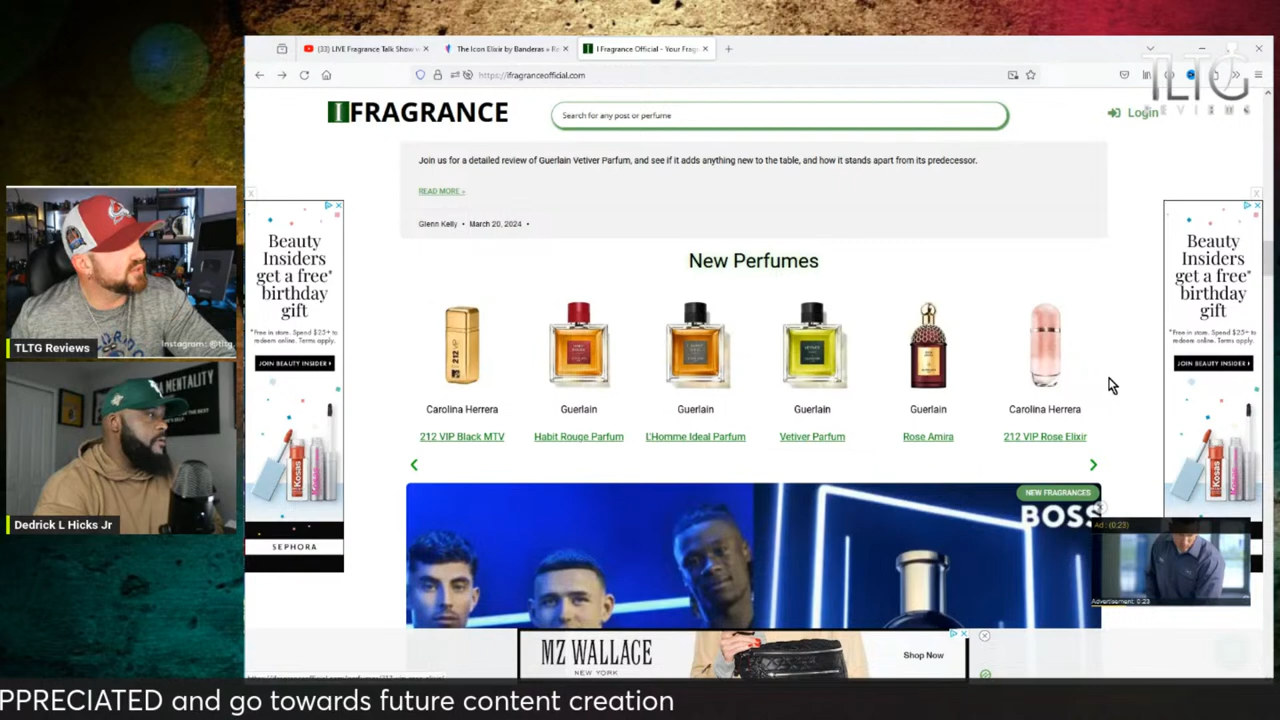 (33) LIVE Fragrance Talk Show w
The Icon Elixir by Banderas » Re
I Fragrance Official - Your Frag
https://ifragranceofficial.com
TLTG
REVIEWS
IFRAGRANCE
Search for any post or perfume
Login
Join us for a detailed review of Guerlain Vetiver Parfum, and see if it adds anything new to the table, and how it stands apart from its predecessor.
READ MORE »
Glenn Kelly • March 20, 2024 •
New Perfumes
Carolina Herrera
212 VIP Black MTV
Guerlain
Habit Rouge Parfum
Guerlain
L'Homme Ideal Parfum
Guerlain
Vetiver Parfum
Guerlain
Rose Amira
Carolina Herrera
212 VIP Rose Elixir
NEW FRAGRANCES
BOSS
Beauty
Insiders
get a free*
birthday
gift
*Free in store. Spend $25+ to
redeem online. Terms apply.
JOIN BEAUTY INSIDER
Kosas
SEPHORA
Beauty
Insiders
get a free*
birthday
gift
*Free in store. Spend $25+ to
redeem online. Terms apply.
JOIN BEAUTY INSIDER
Kosas
Ad : (0:23)
Advertisement: 0:23
MZ WALLACE
NEW YORK
Shop Now
TLTG Reviews
Instagram: @tltg
MENTALITY
Dedrick L Hicks Jr
PPRECIATED and go towards future content creation